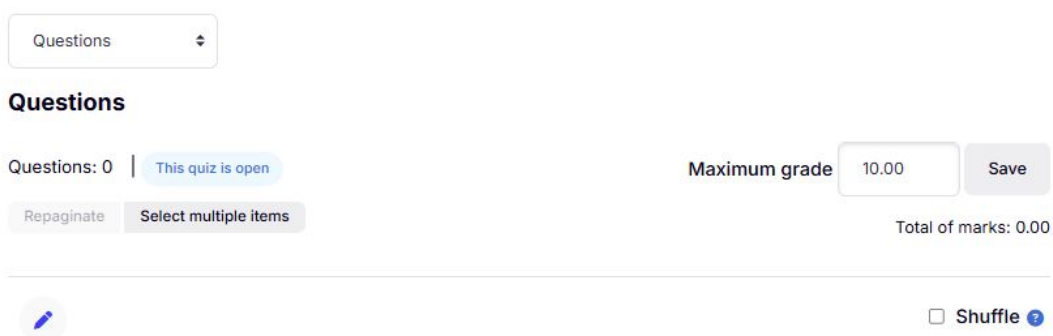 Questions
Questions
Questions: 0 | This quiz is open
Maximum grade 10.00 Save
Repaginate Select multiple items
Total of marks: 0.00
Shuffle ?